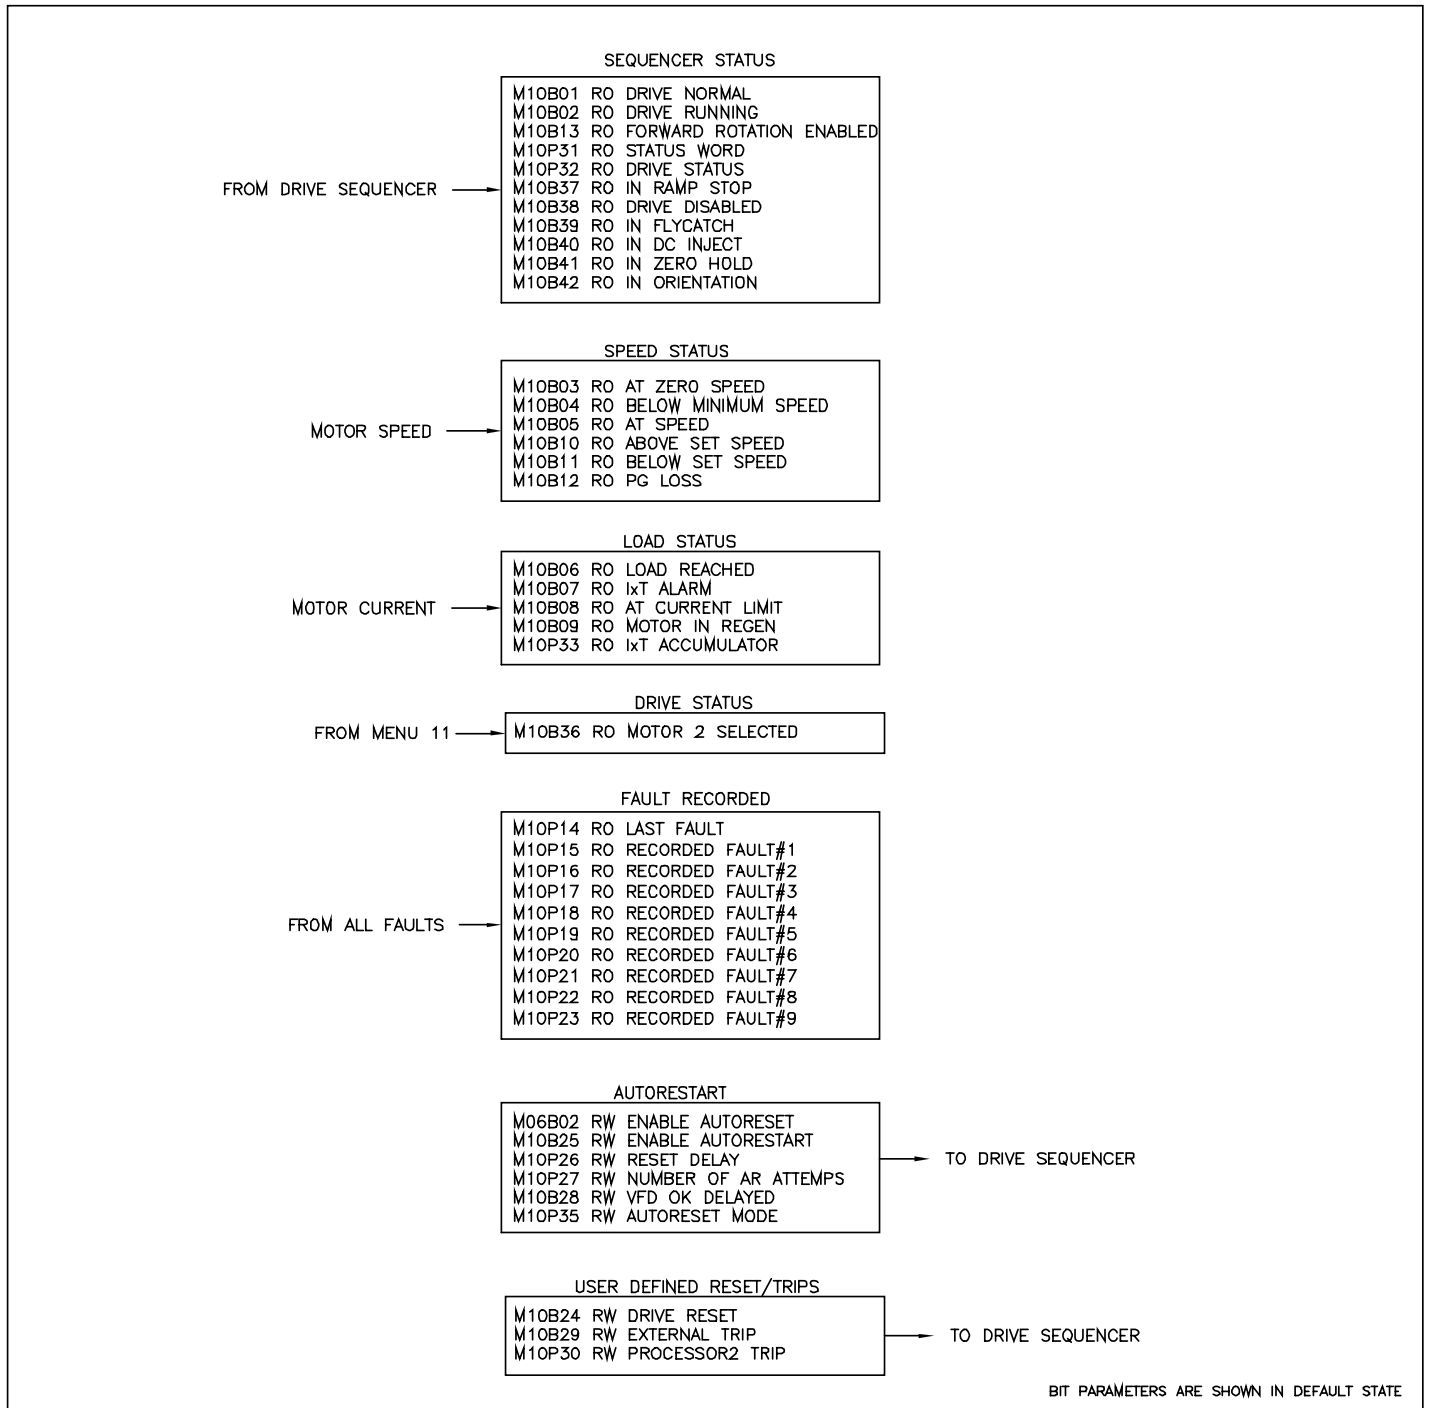 SEQUENCER STATUS
M10B01 RO DRIVE NORMAL
M10B02 RO DRIVE RUNNING
M10B13 RO FORWARD ROTATION ENABLED
M10P31 RO STATUS WORD
M10P32 RO DRIVE STATUS
FROM DRIVE SEQUENCER
M10B37 RO IN RAMP STOP
M10B38 RO DRIVE DISABLED
M10B39 RO IN FLYCATCH
M10B40 RO IN DC INJECT
M10B41 RO IN ZERO HOLD
M10B42 RO IN ORIENTATION
SPEED STATUS
M10B03 RO AT ZERO SPEED
M10B04 RO BELOW MINIMUM SPEED
M10B05 RO AT SPEED
MOTOR SPEED
M10B10 RO ABOVE SET SPEED
M10B11 RO BELOW SET SPEED
M10B12 RO PG LOSS
LOAD STATUS
M10B06 RO LOAD REACHED
M10B07 RO IxT ALARM
MOTOR CURRENT
M10B08 RO AT CURRENT LIMIT
M10B09 RO MOTOR IN REGEN
M10P33 RO IxT ACCUMULATOR
DRIVE STATUS
FROM MENU 11
M10B36 RO MOTOR 2 SELECTED
FAULT RECORDED
M10P14 RO LAST FAULT
M10P15 RO RECORDED FAULT#1
M10P16 RO RECORDED FAULT#2
M10P17 RO RECORDED FAULT#3
M10P18 RO RECORDED FAULT#4
FROM ALL FAULTS
M10P19 RO RECORDED FAULT#5
M10P20 RO RECORDED FAULT#6
M10P21 RO RECORDED FAULT#7
M10P22 RO RECORDED FAULT#8
M10P23 RO RECORDED FAULT#9
AUTORESTART
M06B02 RW ENABLE AUTORESET
M10B25 RW ENABLE AUTORESTART
M10P26 RW RESET DELAY
M10P27 RW NUMBER OF AR ATTEMPS
M10B28 RW VFD OK DELAYED
M10P35 RW AUTORESET MODE
TO DRIVE SEQUENCER
USER DEFINED RESET/TRIPS
M10B24 RW DRIVE RESET
M10B29 RW EXTERNAL TRIP
M10P30 RW PROCESSOR2 TRIP
TO DRIVE SEQUENCER
BIT PARAMETERS ARE SHOWN IN DEFAULT STATE